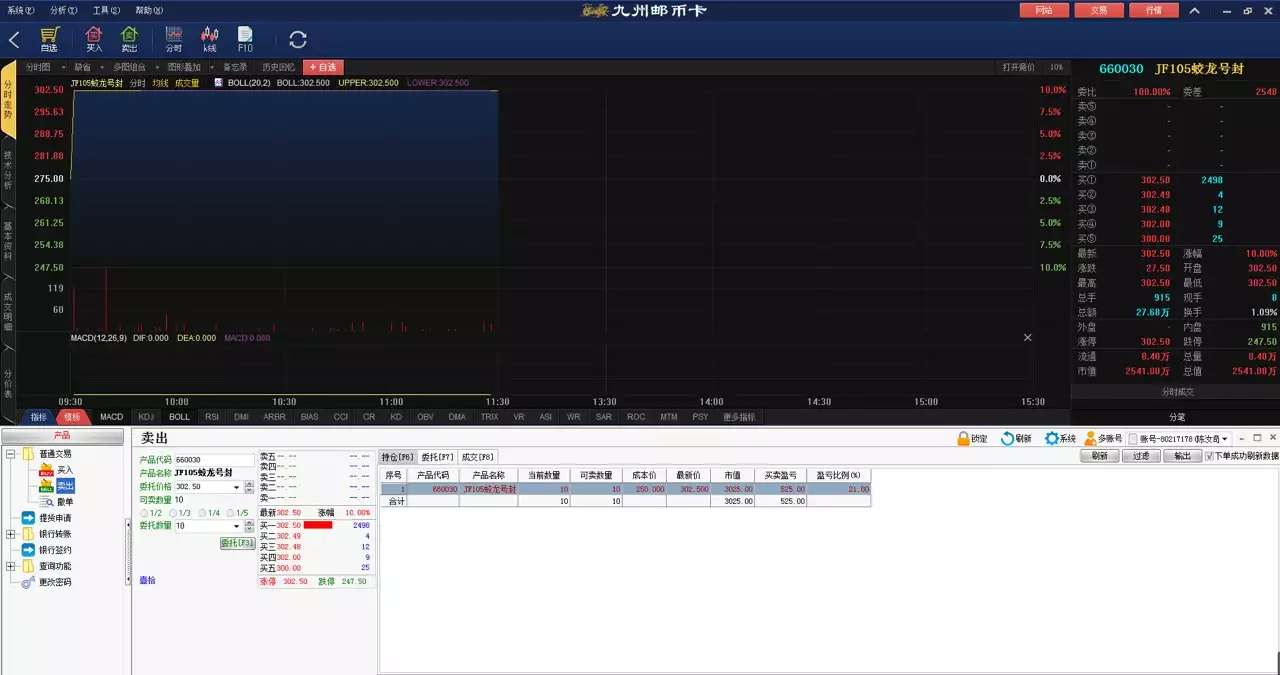 系统(Z) 分析(Y) 工具(S) 帮助(X)
九州邮币卡
网站 交易 行情
自选 买入 卖出 分时 k线 F10
分时图 缺省 多图组合 图形叠加 备忘录 历史回忆 +自选 打开竞价 10%
JF105蛟龙号封 分时 均线 成交量 BOLL(20,2) BOLL:302.500 UPPER:302.500 LOWER:302.500
分时走势
技术分析
基本资料
成交明细
分价表
302.50 10.0%
295.63 7.5%
288.75 5.0%
281.88 2.5%
275.00 0.0%
268.13 2.5%
261.25 5.0%
254.38 7.5%
247.50 10.0%
119
60
MACD(12,26,9) DIF:0.000 DEA:0.000 MACD:0.000
09:30 10:00 10:30 11:30 13:30 14:00 14:30 15:00 15:30
指标 模板 MACD KDJ BOLL RSI DMI ARBR BIAS CCI CR KD OBV DMA TRIX VR ASI WR SAR ROC MTM PSY 更多指标
660030 JF105蛟龙号封
委比 100.00% 委差 2548
卖⑤ - -
卖④ - -
卖③ - -
卖② - -
卖① - -
买① 302.50 2498
买② 302.49 4
买③ 302.48 12
买④ 302.00 9
买⑤ 300.00 25
最新 302.50 涨幅 10.00%
涨跌 27.50 开盘 302.50
最高 302.50 最低 302.50
总手 915 现手 8
总额 27.68万 换手 1.09%
外盘 - 内盘 915
涨停 302.50 跌停 247.50
流通 8.40万 总量 8.40万
市值 2541.00万 总值 2541.00万
分时成交
分笔
产品
普通交易
买入
卖出
撤单
提货申请
银行转账
银行签约
查询功能
更改密码
卖出
锁定 刷新 系统 多账号 账号-80217178(陈汝奇
产品代码 660030
产品名称 JF105蛟龙号封
委托价格 302.50
可卖数量 10
1/2 1/3 1/4 1/5
委托数量 10
委托[F3]
壹拾
卖五 -- -- -- --
卖四 -- -- -- --
卖三 -- -- -- --
卖二 -- -- -- --
卖一 -- -- -- --
最新 302.50 涨幅 10.00%
买一 302.50 2498
买二 302.49 4
买三 302.48 12
买四 302.00 9
买五 300.00 25
涨停 302.50 跌停 247.50
持仓[F6] 委托[F7] 成交[F8] 刷新 过滤 输出 下单成功刷新数据
序号 产品代码 产品名称 当前数量 可卖数量 成本价 最新价 市值 买卖盈亏 盈亏比例(%)
1 660030 JF105蛟龙号封 10 10 250.000 302.500 3025.00 525.00 21.00
合计 10 10 3025.00 525.00